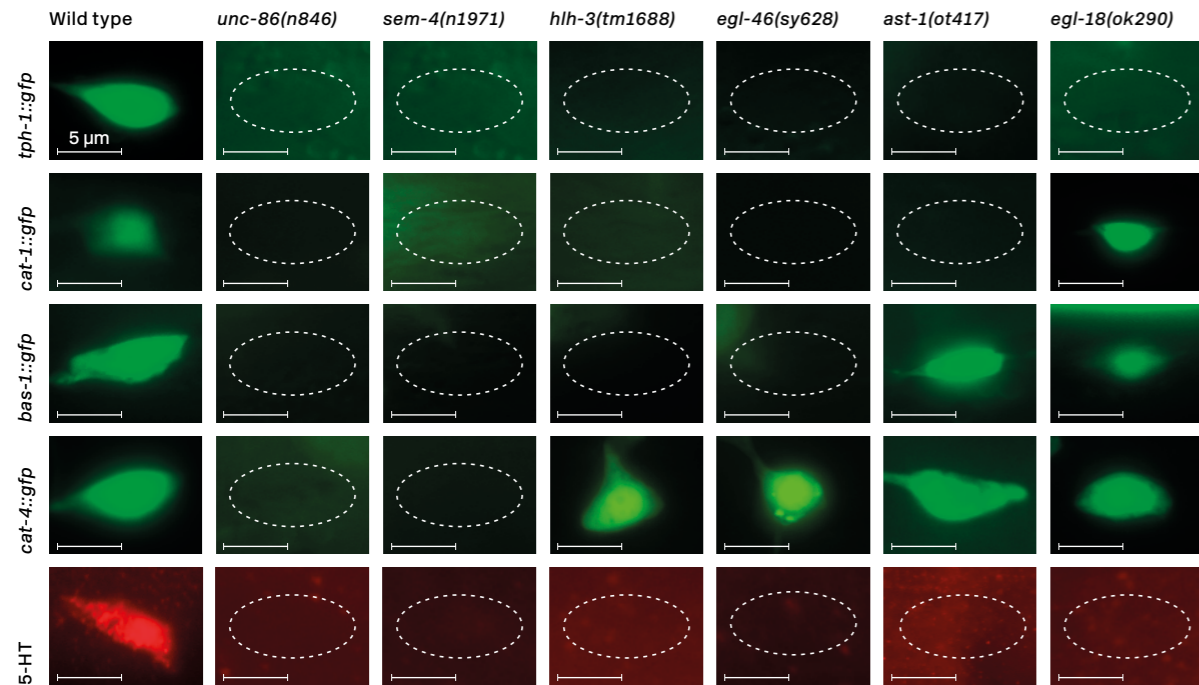 Wild type unc-86(n846) sem-4(n1971) hlh-3(tm1688) egl-46(sy628) ast-1(ot417) egl-18(ok290)
tph-1::gfp
5 µm
cat-1::gfp
bas-1::gfp
cat-4::gfp
5-HT